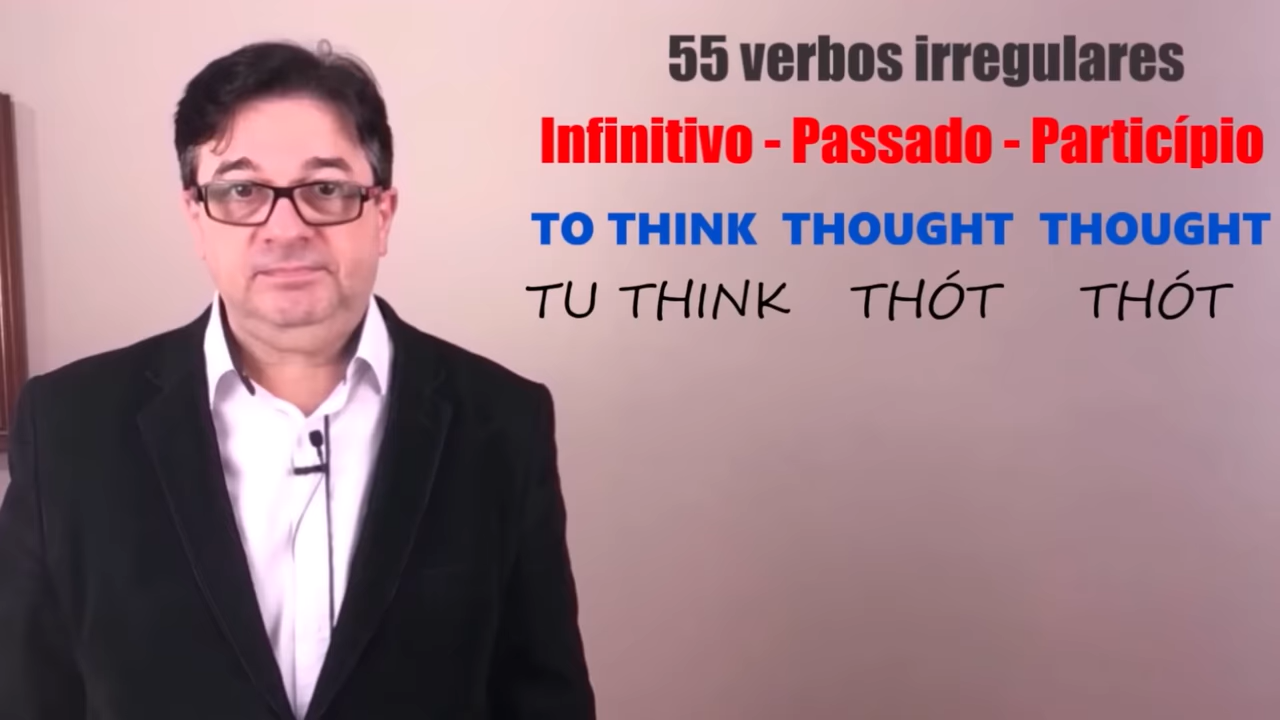 55 verbos irregulares
Infinitivo - Passado - Particípio
TO THINK THOUGHT THOUGHT
TU THINK THÓT THÓT